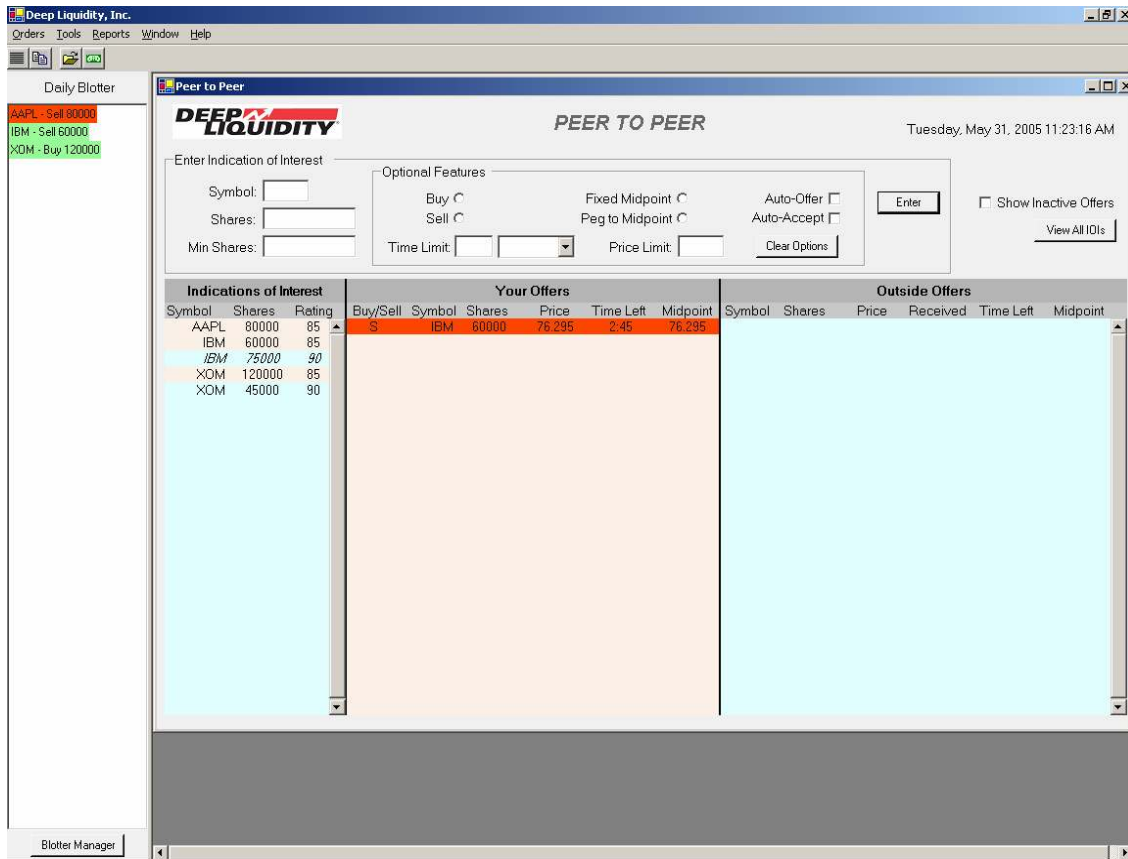 Deep Liquidity, Inc.
Orders Tools Reports Window Help
Daily Blotter
AAPL - Sell 80000
IBM - Sell 60000
XOM - Buy 120000
Blotter Manager
Peer to Peer
DEEP LIQUIDITY
PEER TO PEER
Tuesday, May 31, 2005 11:23:16 AM
Enter Indication of Interest
Symbol:
Shares:
Min Shares:
Optional Features
Buy Fixed Midpoint Auto-Offer
Sell Peg to Midpoint Auto-Accept
Time Limit: Price Limit: Clear Options
Enter
Show Inactive Offers
View All IOIs
Indications of Interest
Symbol Shares Rating
AAPL 80000 85
IBM 60000 85
IBM 75000 90
XOM 120000 85
XOM 45000 90
Your Offers
Buy/Sell Symbol Shares Price Time Left Midpoint
S IBM 60000 76.295 2:45 76.295
Outside Offers
Symbol Shares Price Received Time Left Midpoint